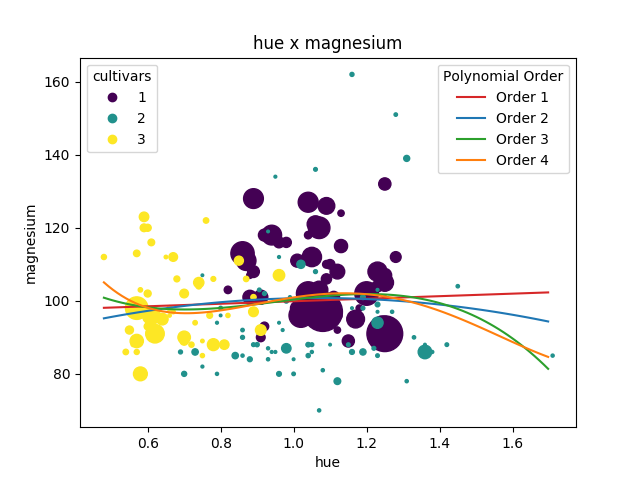 hue x magnesium
cultivars
1
2
3
Polynomial Order
Order 1
Order 2
Order 3
Order 4
magnesium
160
140
120
100
80
0.6 0.8 1.0 1.2 1.4 1.6
hue